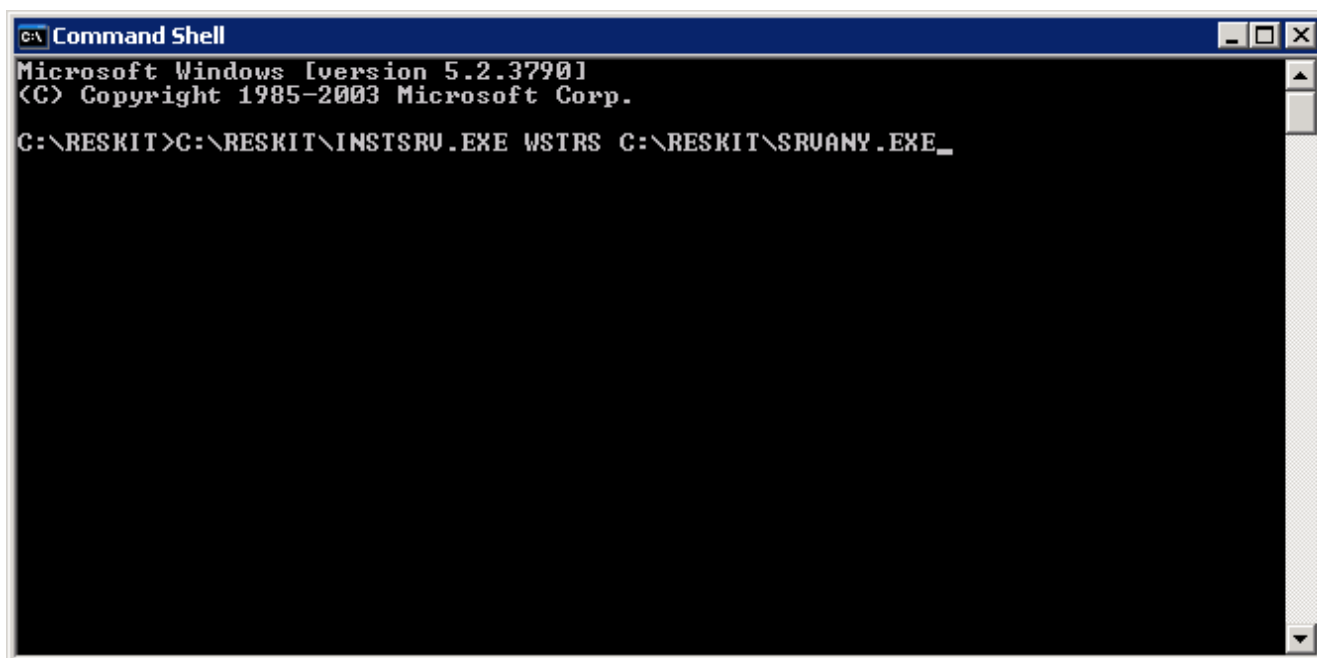 C:\ Command Shell
Microsoft Windows [version 5.2.3790]
(C) Copyright 1985-2003 Microsoft Corp.
C:\RESKIT>C:\RESKIT\INSTSRV.EXE WSTRS C:\RESKIT\SRVANY.EXE_